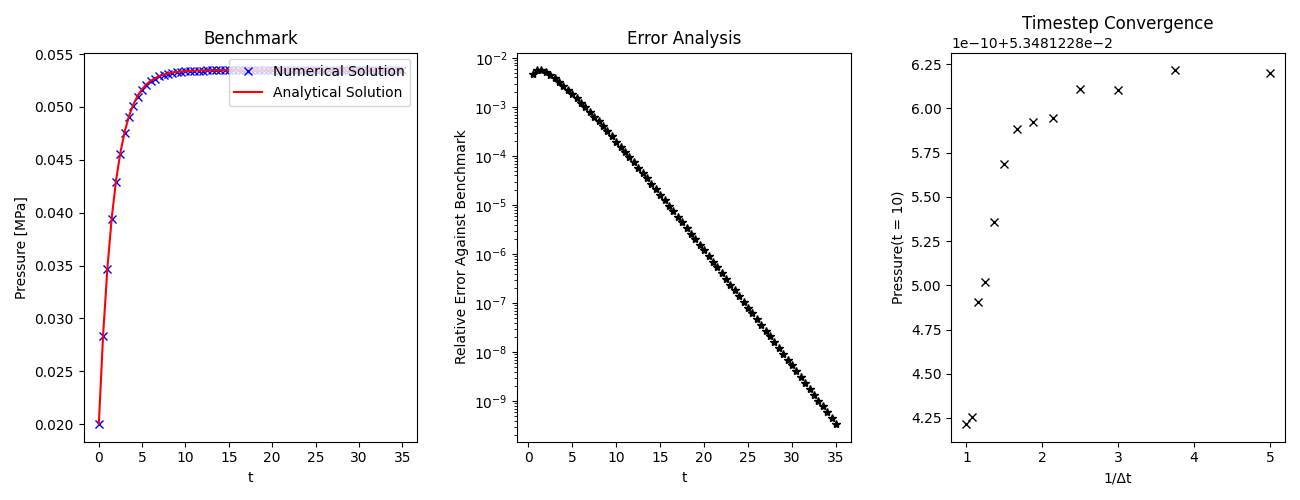 Benchmark
Pressure [MPa]
0.055
0.050
0.045
0.040
0.035
0.030
0.025
0.020
Numerical Solution
Analytical Solution
0 5 10 15 20 25 30 35
t
Error Analysis
Relative Error Against Benchmark
10⁻²
10⁻³
10⁻⁴
10⁻⁵
10⁻⁶
10⁻⁷
10⁻⁸
10⁻⁹
0 5 10 15 20 25 30 35
t
Timestep Convergence
1e−10+5.3481228e−2
Pressure(t = 10)
6.25
6.00
5.75
5.50
5.25
5.00
4.75
4.50
4.25
1 2 3 4 5
1/Δt